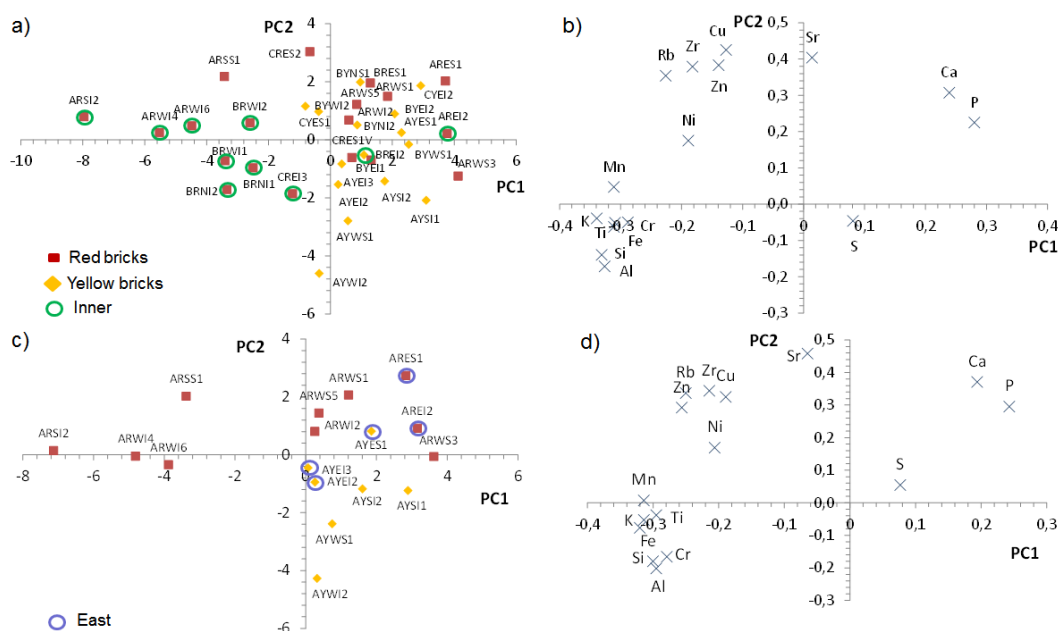 a)
PC2
4
CRES2
ARSS1
BYNS1
BRES1
ARES1
2
ARWS5
ARWS1
CYEI2
ARSI2
ARWI4
ARWI6
BRWI2
BYWI2
ARWI2
BYEI2
AREI2
CYES1
BYNI2
AYES1
0
-10
-8
-6
-4
-2
0
2
4
6
CRES1V
BREI2
BYWS1
PC1
BRWI1
BYEI1
ARWS3
BRNI2
BRNI1
CREI3
AYEI3
AYSI2
-2
AYEI2
AYSI1
AYWS1
-4
AYWI2
-6
Red bricks
Yellow bricks
Inner
b)
PC2
0,5
Rb
Zr
Cu
Zn
Sr
0,4
Ca
P
0,3
Ni
0,2
Mn
0,1
0,0
-0,4
-0,3
-0,2
-0,1
0
0,1
0,2
0,3
0,4
K
Ti
Cr
Fe
Si
Al
S
PC1
-0,1
-0,2
-0,3
c)
PC2
4
ARES1
ARSS1
ARWS1
2
ARWS5
AREI2
ARSI2
ARWI4
ARWI6
ARWI2
AYES1
ARWS3
0
-8
-6
-4
-2
0
2
4
6
AYEI3
AYEI2
PC1
AYSI2
AYSI1
-2
AYWS1
-4
AYWI2
-6
East
d)
PC2
0,5
Sr
Rb
Zr
Zn
Cu
0,4
Ca
P
0,3
Ni
0,2
S
0,1
Mn
0,0
-0,4
-0,3
-0,2
-0,1
0
0,1
0,2
0,3
K
Ti
Fe
Si
Cr
Al
PC1
-0,1
-0,2
-0,3